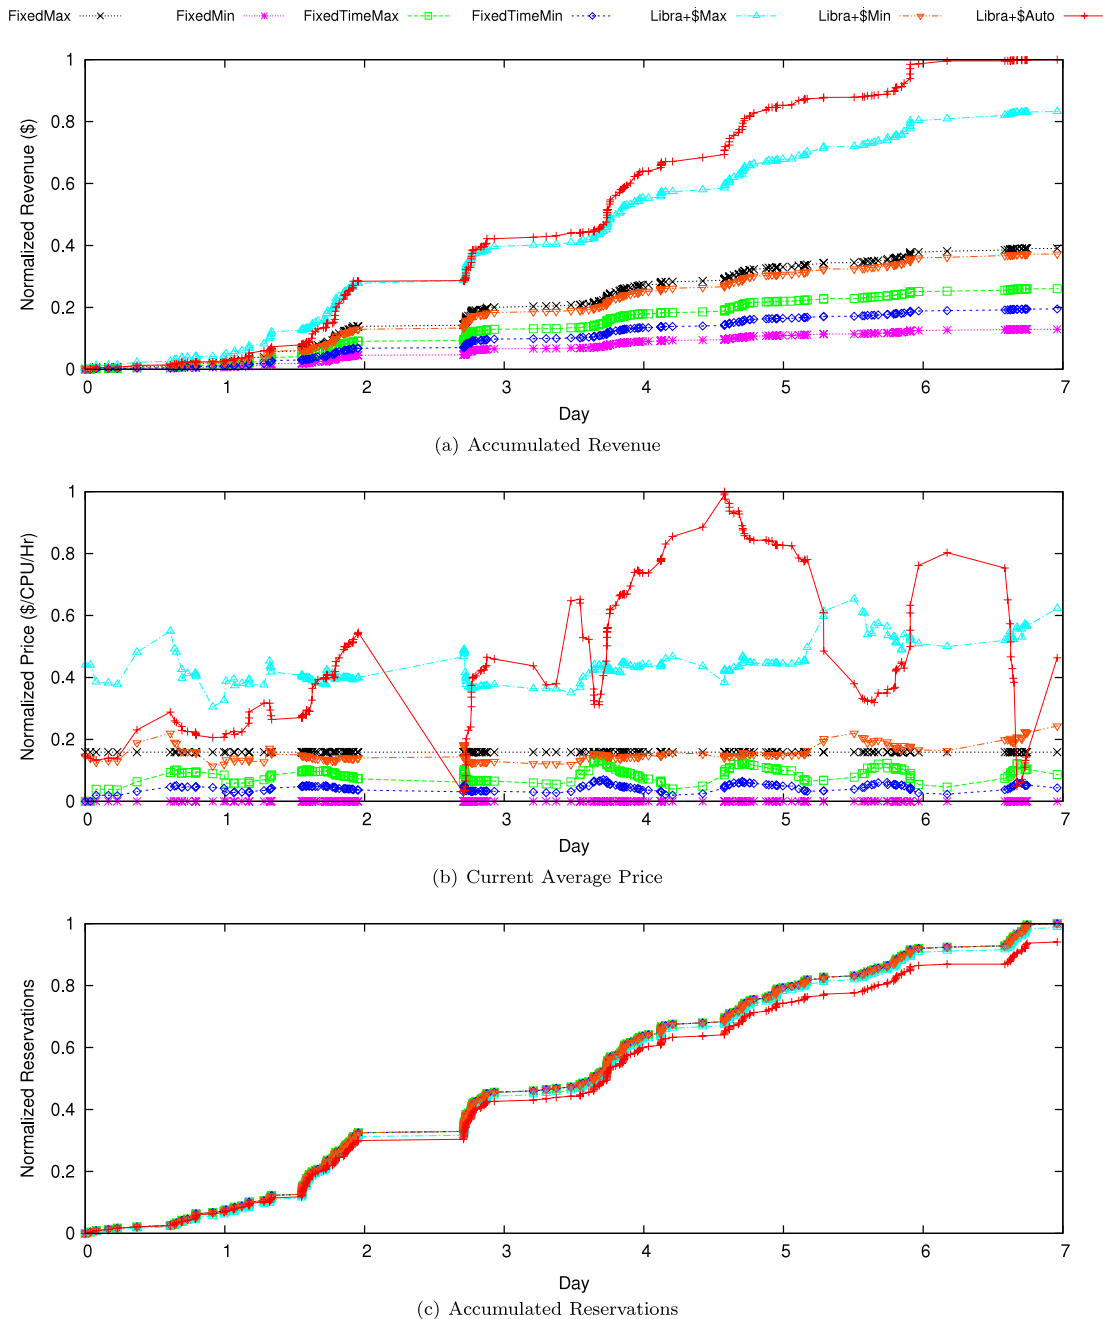 FixedMax FixedMin FixedTimeMax FixedTimeMin Libra+$Max Libra+$Min Libra+$Auto
1
0.8
0.6
0.4
0.2
0
Normalized Revenue ($)
0 1 2 3 4 5 6 7
Day
(a) Accumulated Revenue
1
0.8
0.6
0.4
0.2
0
Normalized Price ($/CPU/Hr)
0 1 2 3 4 5 6 7
Day
(b) Current Average Price
1
0.8
0.6
0.4
0.2
0
Normalized Reservations
0 1 2 3 4 5 6 7
Day
(c) Accumulated Reservations